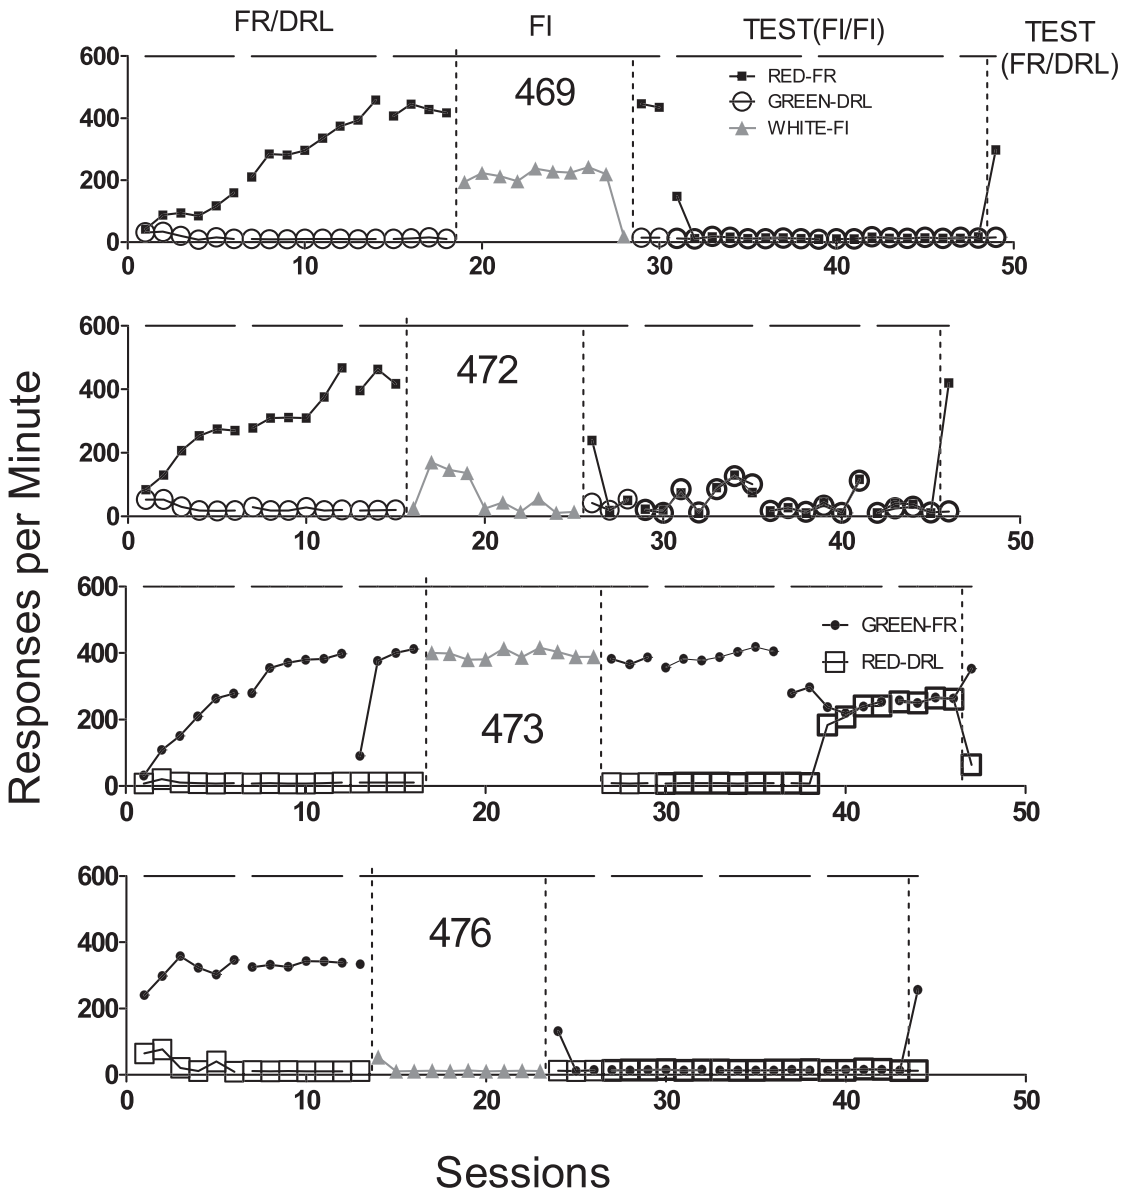 FR/DRL FI TEST(FI/FI) TEST
(FR/DRL)
600
469
RED-FR
GREEN-DRL
WHITE-FI
400
200
0
0 10 20 30 40 50
600
472
400
200
0
0 10 20 30 40 50
Responses per Minute
600
GREEN-FR
RED-DRL
400
473
200
0
0 10 20 30 40 50
600
476
400
200
0
0 10 20 30 40 50
Sessions